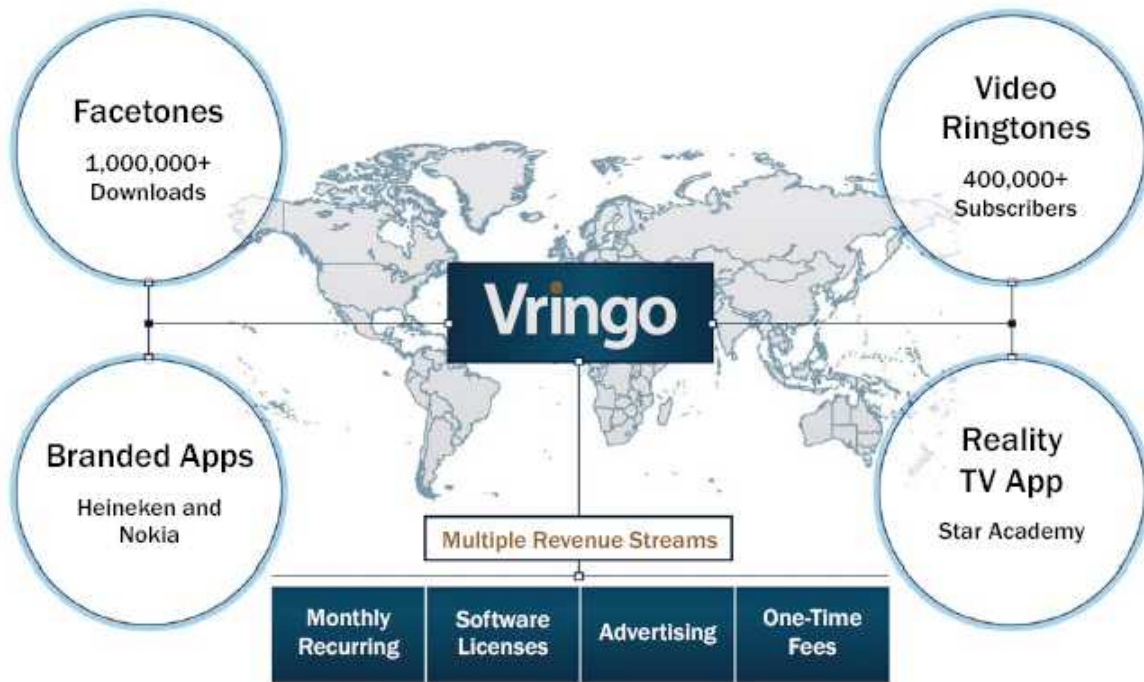 Facetones
1,000,000+
Downloads
Video
Ringtones
400,000+
Subscribers
Vringo
Branded Apps
Heineken and
Nokia
Reality
TV App
Star Academy
Multiple Revenue Streams
Monthly
Recurring
Software
Licenses
Advertising
One-Time
Fees